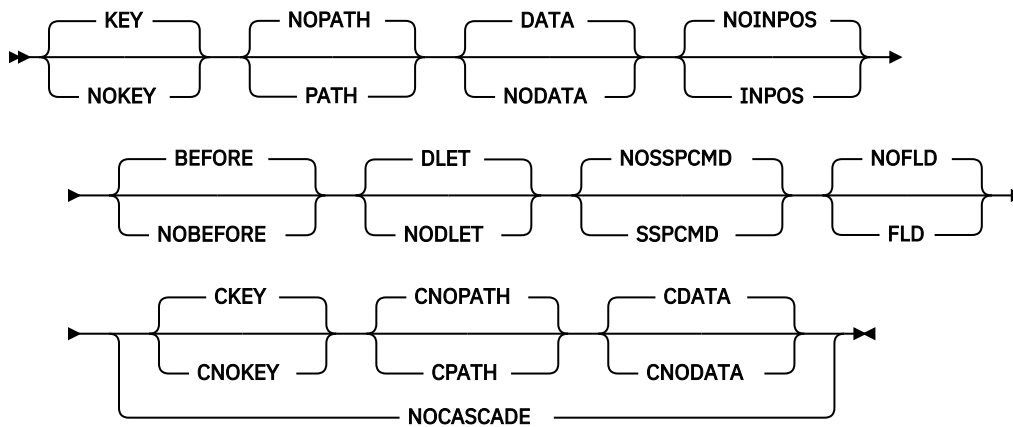 KEY NOPATH DATA NOINPOS
NOKEY PATH NODATA INPOS
BEFORE DLET NOSSPCMD NOFLD
NOBEFORE NODLET SSPCMD FLD
CKEY CNOPATH CDATA
CNOKEY CPATH CNODATA
NOCASCADE